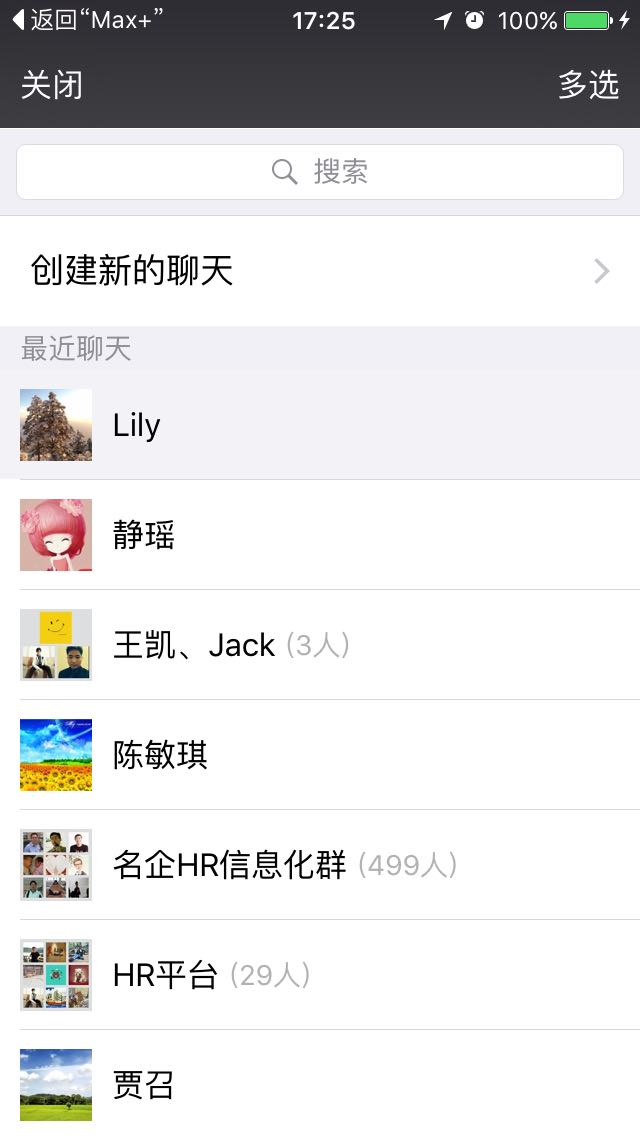 返回“Max+” 17:25 100%
关闭 多选
搜索
创建新的聊天
最近聊天
Lily
静瑶
王凯、Jack (3人)
陈敏琪
名企HR信息化群 (499人)
HR平台 (29人)
贾召